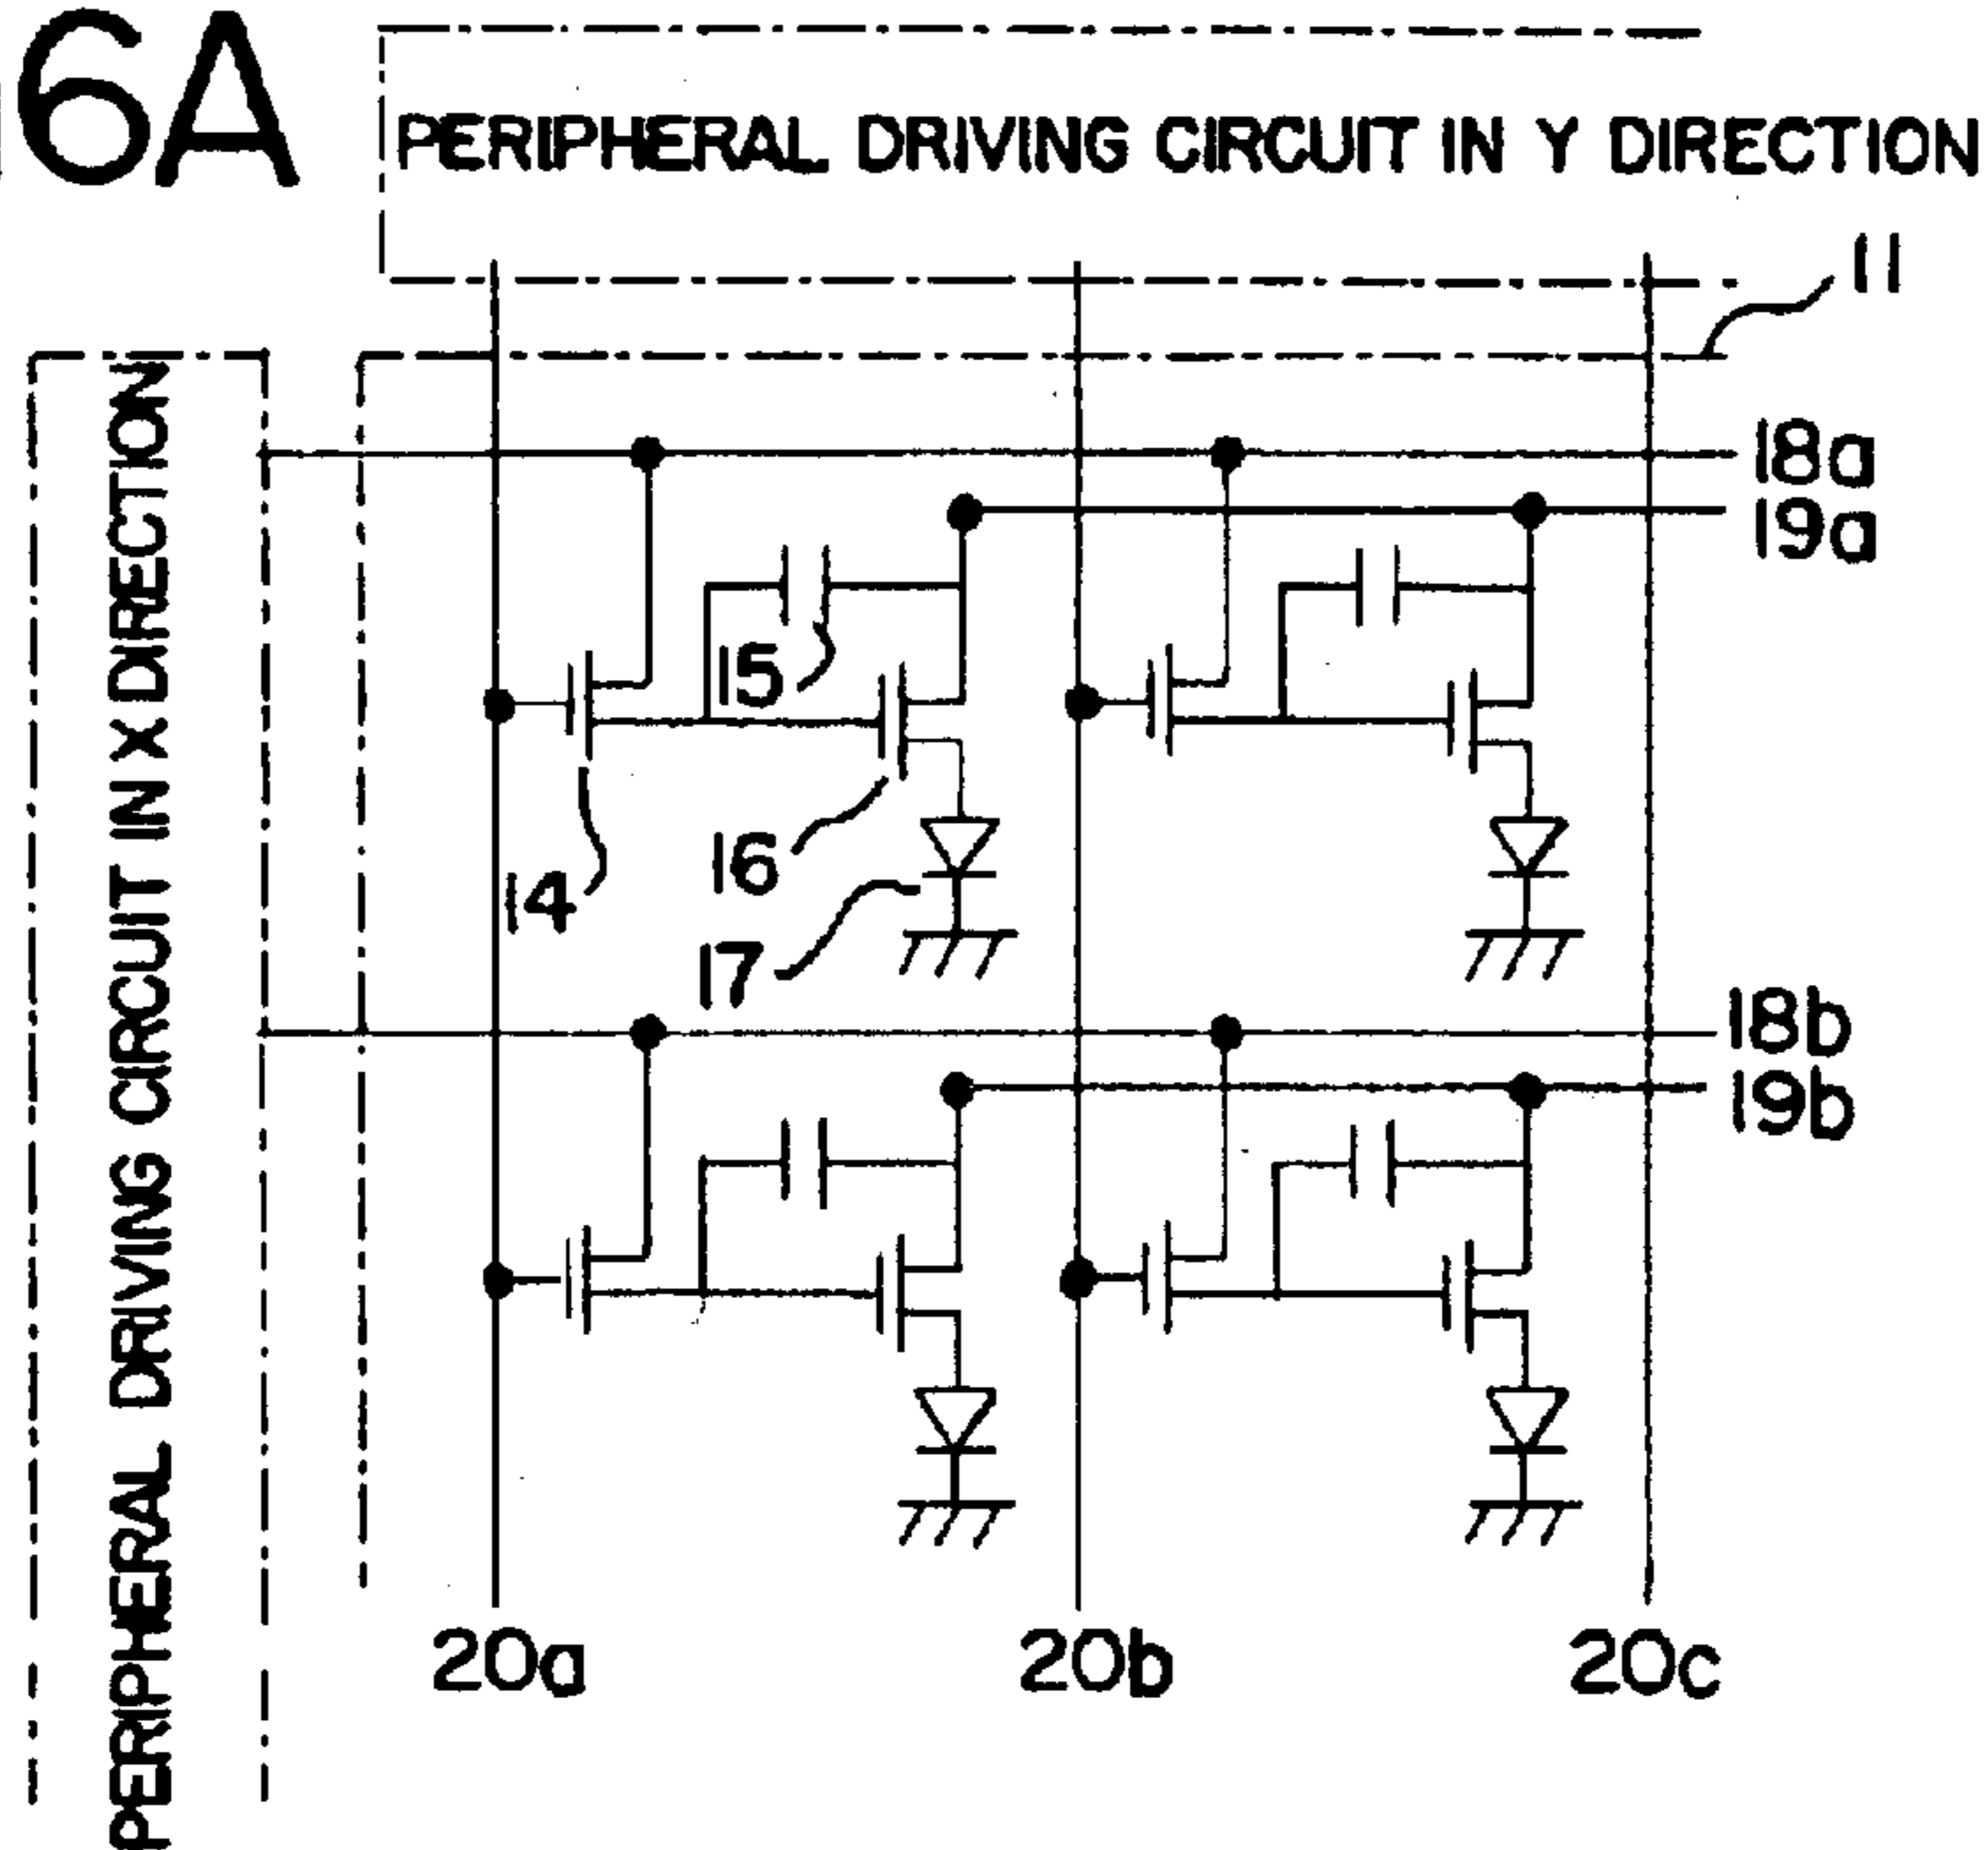 6A
PERIPHERAL DRIVING CIRCUIT IN Y DIRECTION
11
PERIPHERAL DRIVING CIRCUIT IN X DIRECTION
18a
19a
15
16
14
17
18b
19b
20a
20b
20c